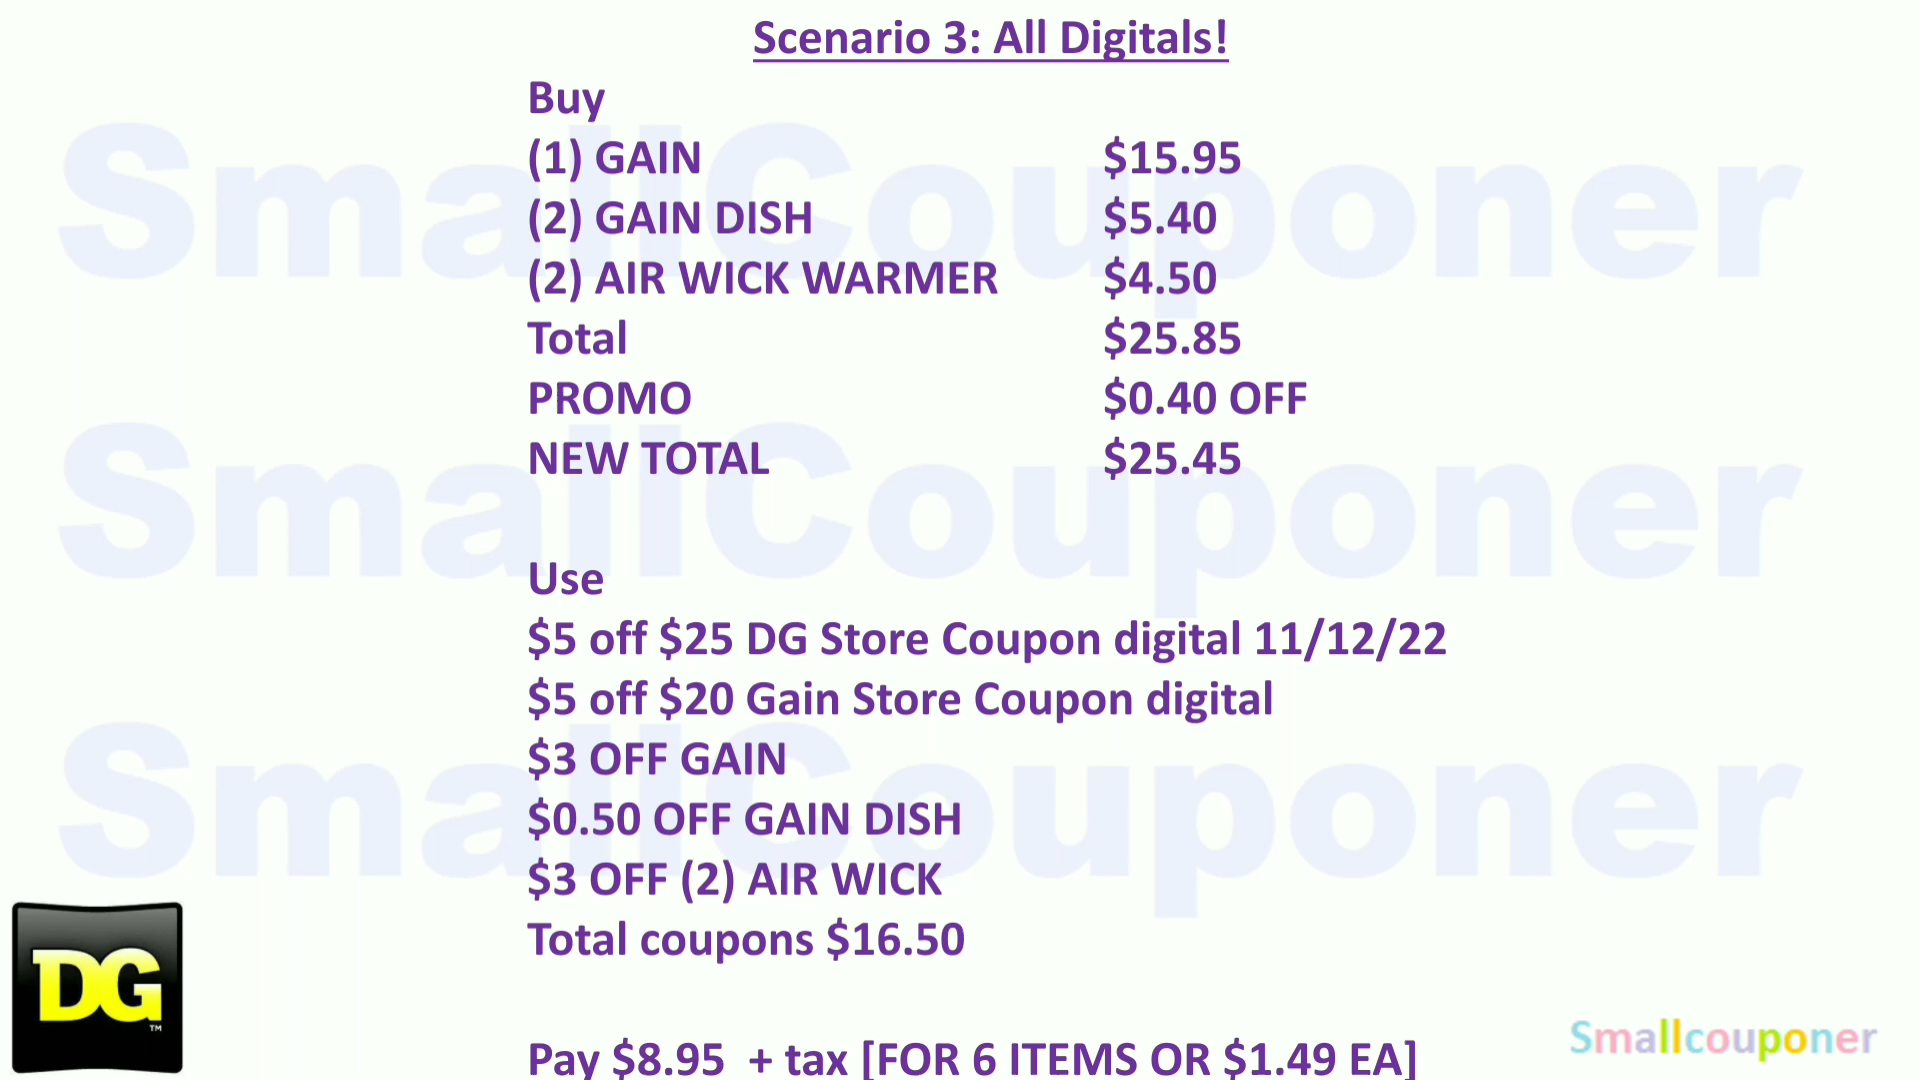 Scenario 3: All Digitals!
Buy
(1) GAIN $15.95
(2) GAIN DISH $5.40
(2) AIR WICK WARMER $4.50
Total $25.85
PROMO $0.40 OFF
NEW TOTAL $25.45
Use
$5 off $25 DG Store Coupon digital 11/12/22
$5 off $20 Gain Store Coupon digital
$3 OFF GAIN
$0.50 OFF GAIN DISH
$3 OFF (2) AIR WICK
Total coupons $16.50
Pay $8.95 + tax [FOR 6 ITEMS OR $1.49 EA]
SmallCouponer
SmallCouponer
SmallCouponer
DG™
Smallcouponer